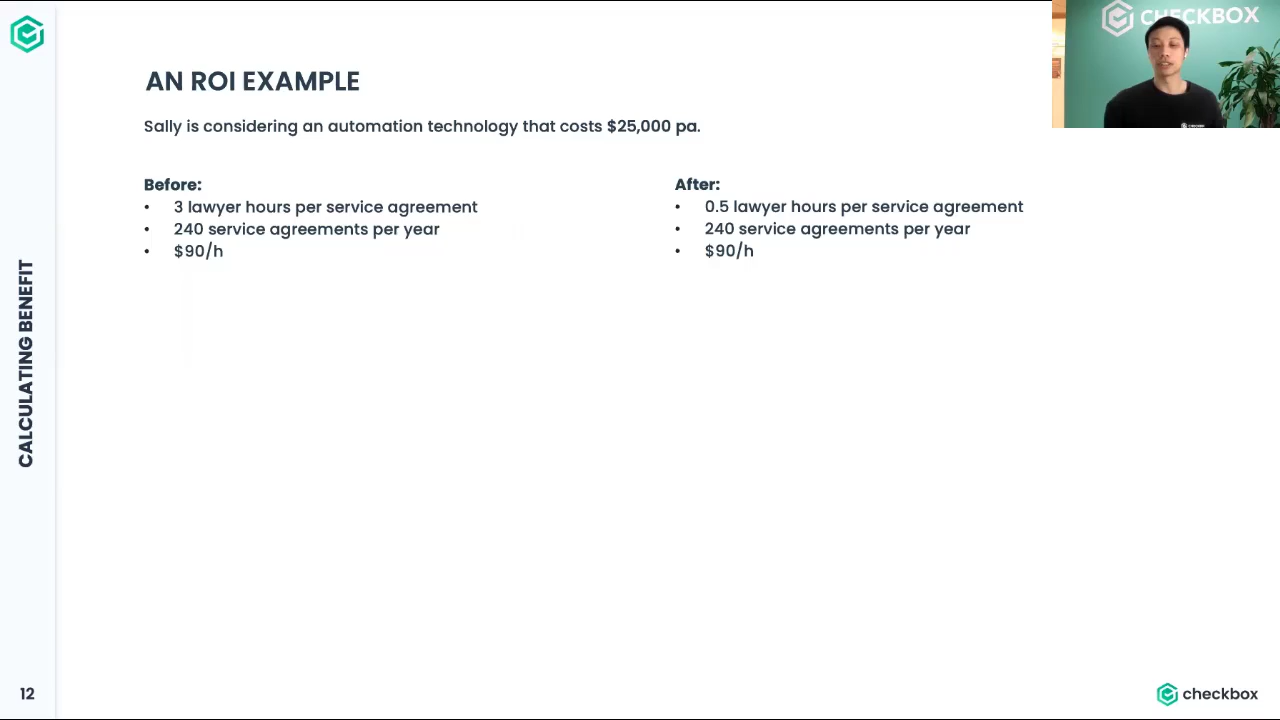 CHECKBOX
AN ROI EXAMPLE
Sally is considering an automation technology that costs $25,000 pa.
Before:
• 3 lawyer hours per service agreement
• 240 service agreements per year
• $90/h
After:
• 0.5 lawyer hours per service agreement
• 240 service agreements per year
• $90/h
CALCULATING BENEFIT
12
checkbox